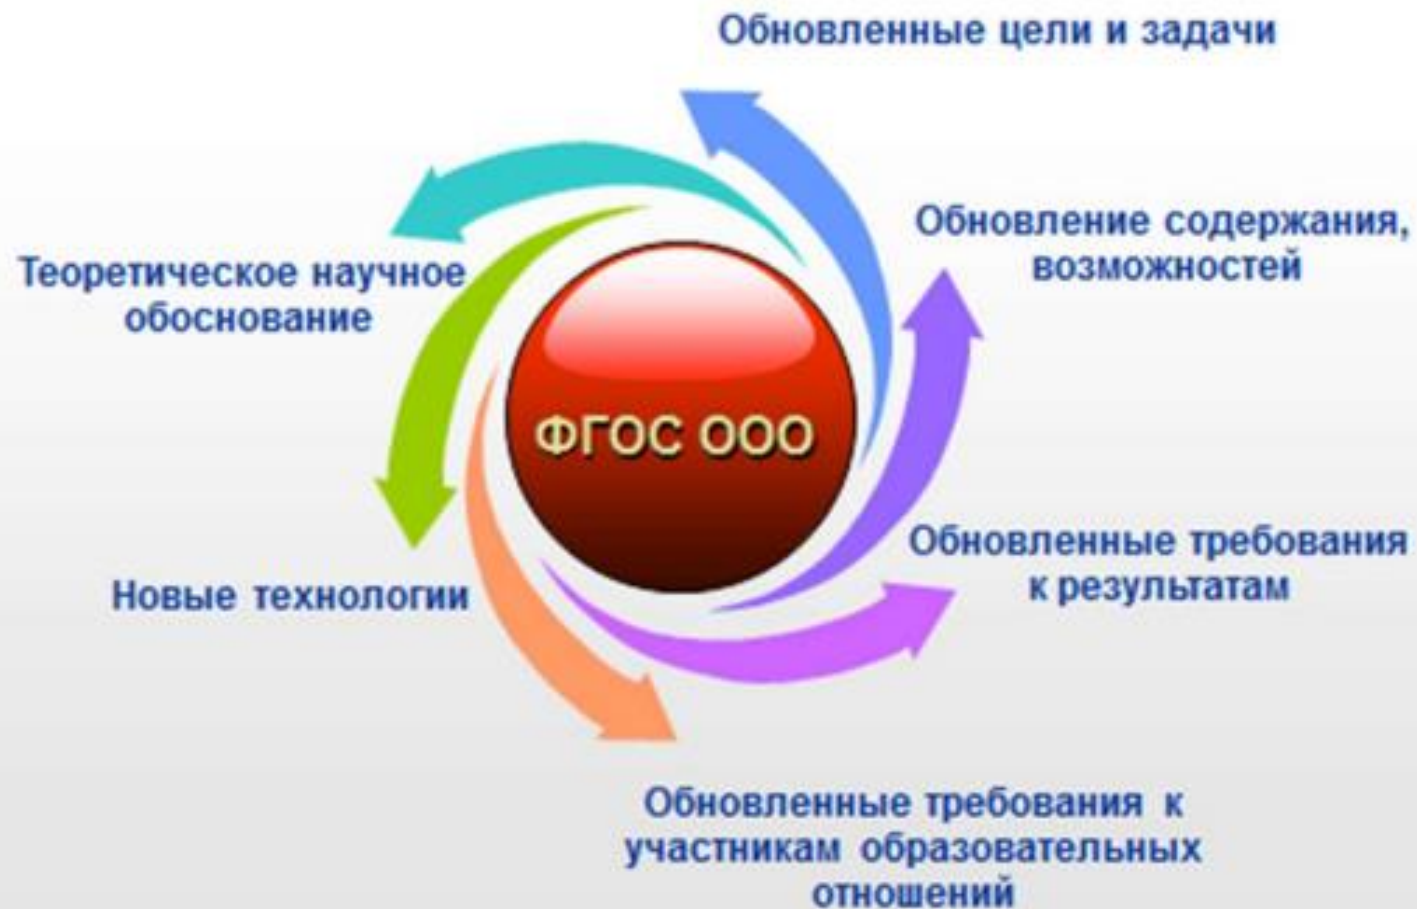 Обновленные цели и задачи
Обновление содержания,
возможностей
Теоретическое научное
обоснование
ФГОС ООО
Обновленные требования
к результатам
Новые технологии
Обновленные требования к
участникам образовательных
отношений